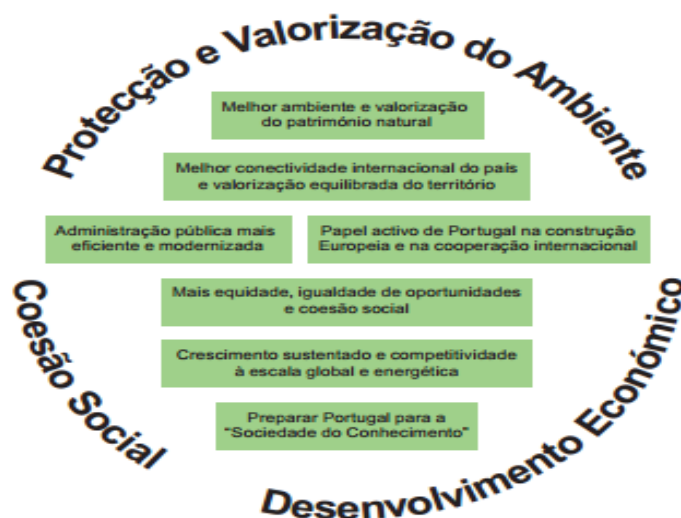 Protecção e Valorização do Ambiente
Melhor ambiente e valorização
do património natural
Melhor conectividade internacional do país
e valorização equilibrada do território
Administração pública mais
eficiente e modernizada
Papel activo de Portugal na construção
Europeia e na cooperação internacional
Mais equidade, igualdade de oportunidades
e coesão social
Crescimento sustentado e competitividade
à escala global e energética
Preparar Portugal para a
“Sociedade do Conhecimento”
Coesão Social
Desenvolvimento Económico